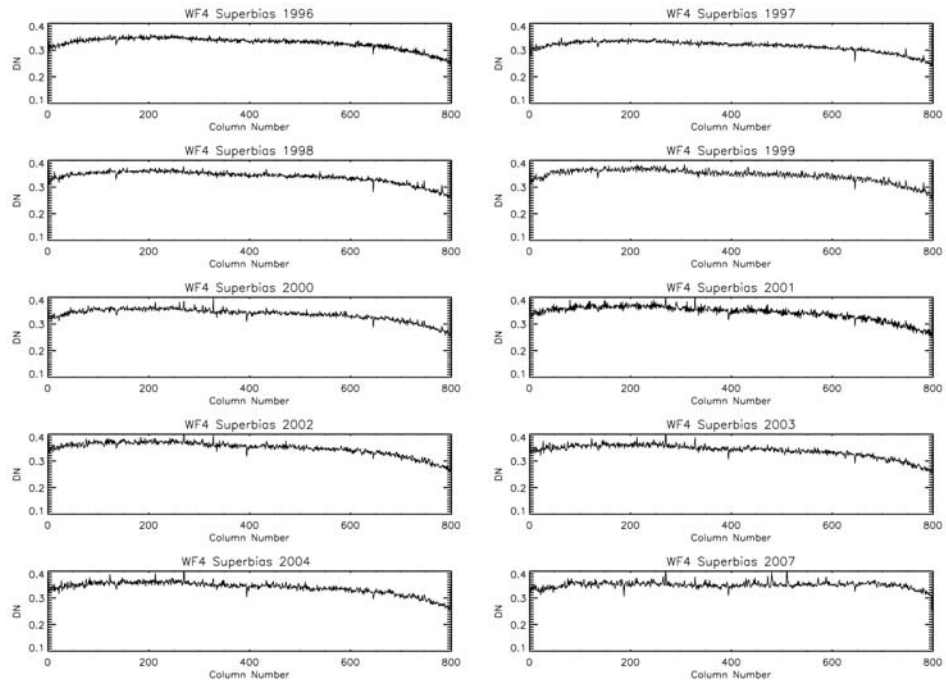 WF4 Superbias 1996
0.4
0.3
0.2
0.1
DN
0 200 400 600 800
Column Number
WF4 Superbias 1997
0.4
0.3
0.2
0.1
DN
0 200 400 600 800
Column Number
WF4 Superbias 1998
0.4
0.3
0.2
0.1
DN
0 200 400 600 800
Column Number
WF4 Superbias 1999
0.4
0.3
0.2
0.1
DN
0 200 400 600 800
Column Number
WF4 Superbias 2000
0.4
0.3
0.2
0.1
DN
0 200 400 600 800
Column Number
WF4 Superbias 2001
0.4
0.3
0.2
0.1
DN
0 200 400 600 800
Column Number
WF4 Superbias 2002
0.4
0.3
0.2
0.1
DN
0 200 400 600 800
Column Number
WF4 Superbias 2003
0.4
0.3
0.2
0.1
DN
0 200 400 600 800
Column Number
WF4 Superbias 2004
0.4
0.3
0.2
0.1
DN
0 200 400 600 800
Column Number
WF4 Superbias 2007
0.4
0.3
0.2
0.1
DN
0 200 400 600 800
Column Number